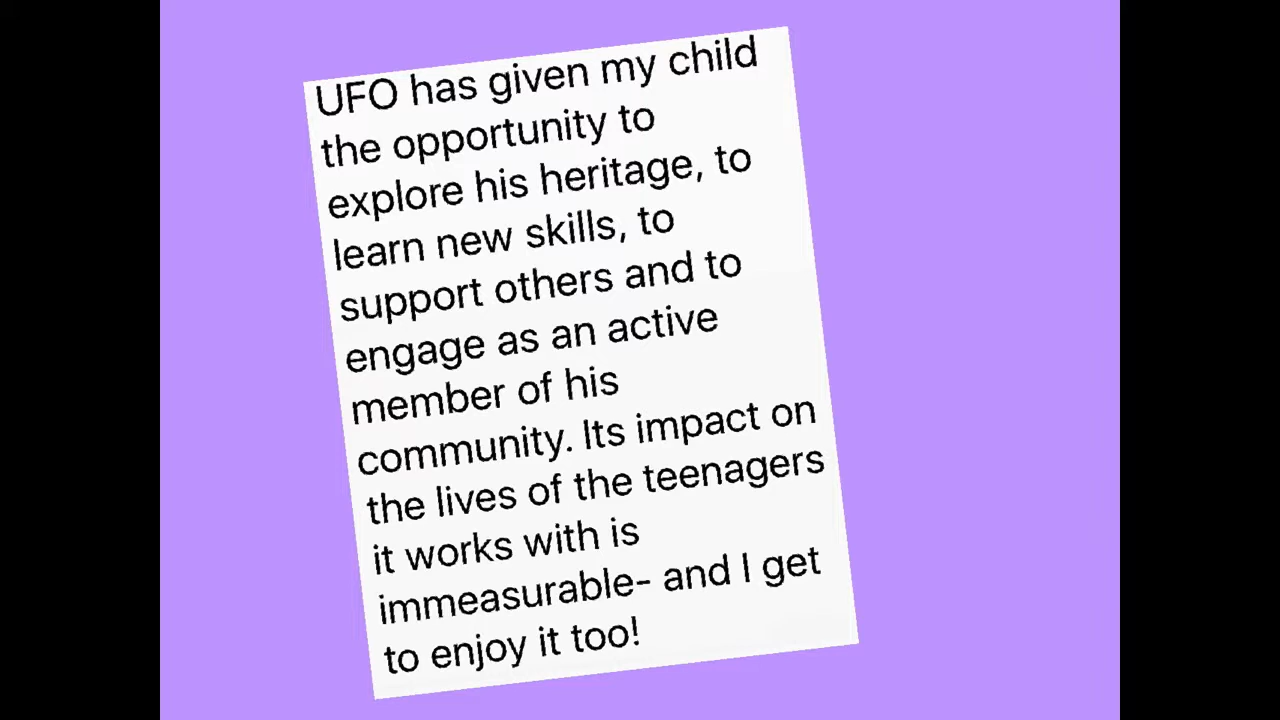 UFO has given my child
the opportunity to
explore his heritage, to
learn new skills, to
support others and to
engage as an active
member of his
community. Its impact on
the lives of the teenagers
it works with is
immeasurable- and I get
to enjoy it too!